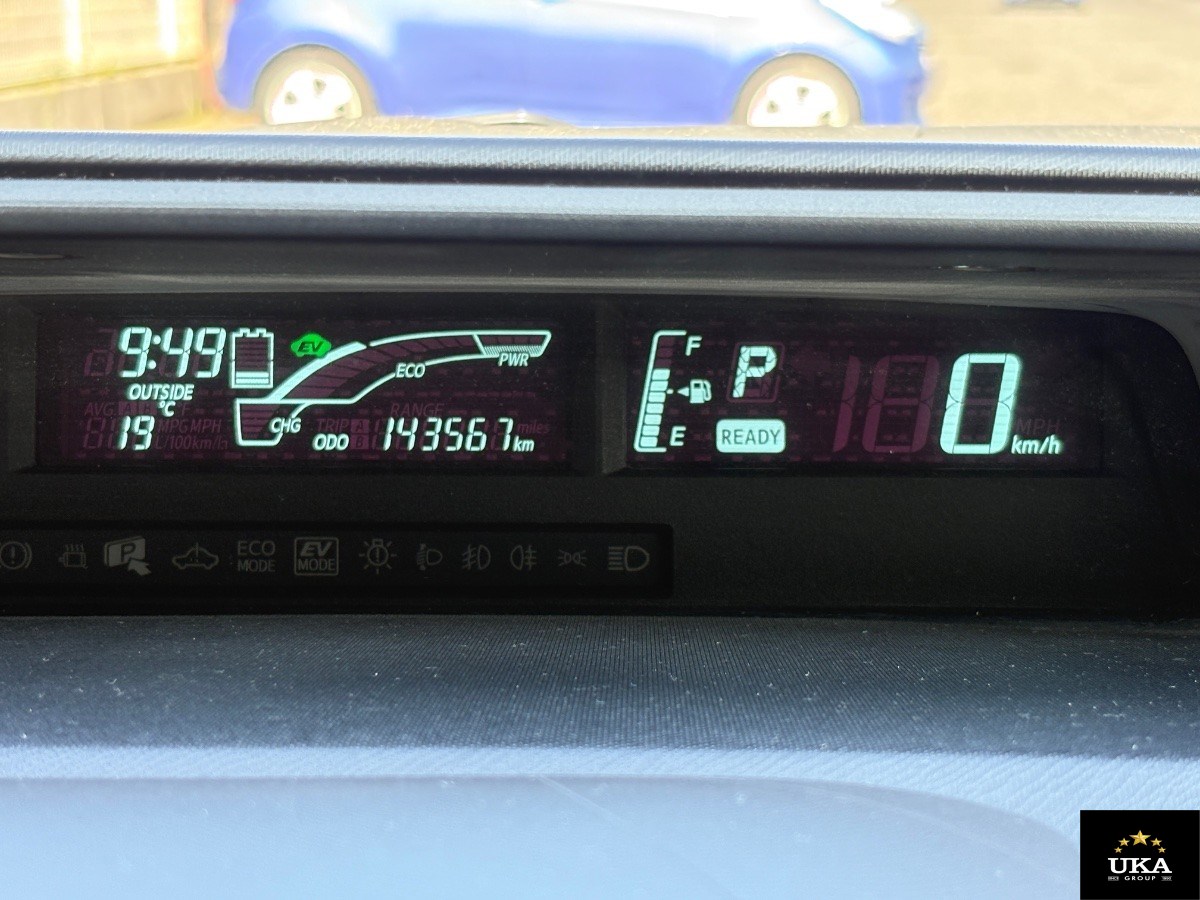 9:49
EV
F
P
OUTSIDE
°C
ECO
PWR
19
CHG
ODO
143567 km
E
READY
0 km/h
MPH
AVG.
RANGE
MPG MPH
TRIP A
miles
L/100km/L
B
P
ECO
MODE
EV
MODE
UKA
GROUP